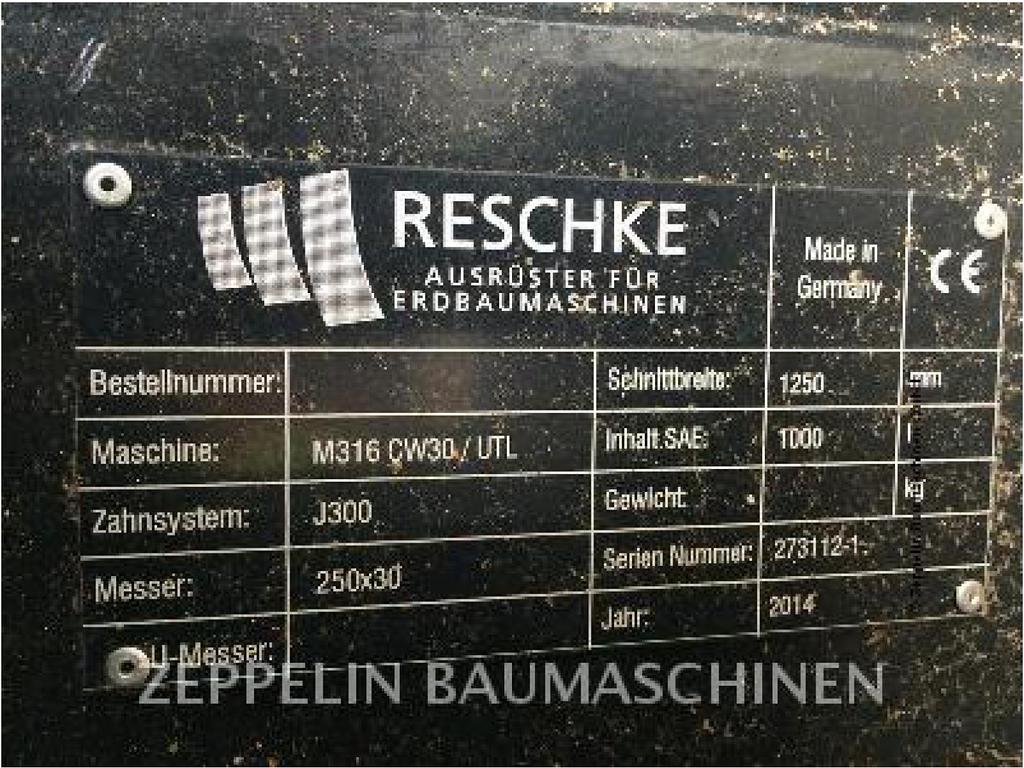 RESCHKE
AUSRÜSTER FÜR
ERDBAUMASCHINEN
Made in
Germany
CE
Bestellnummer:
Schnittbreite: 1250 mm
Maschine: M316 CW30 / UTL
Inhalt SAE: 1000 l
Zahnsystem: J300
Gewicht: kg
Messer: 250x30
Serien Nummer: 273112-1
U-Messer:
Jahr: 2014
ZEPPELIN BAUMASCHINEN